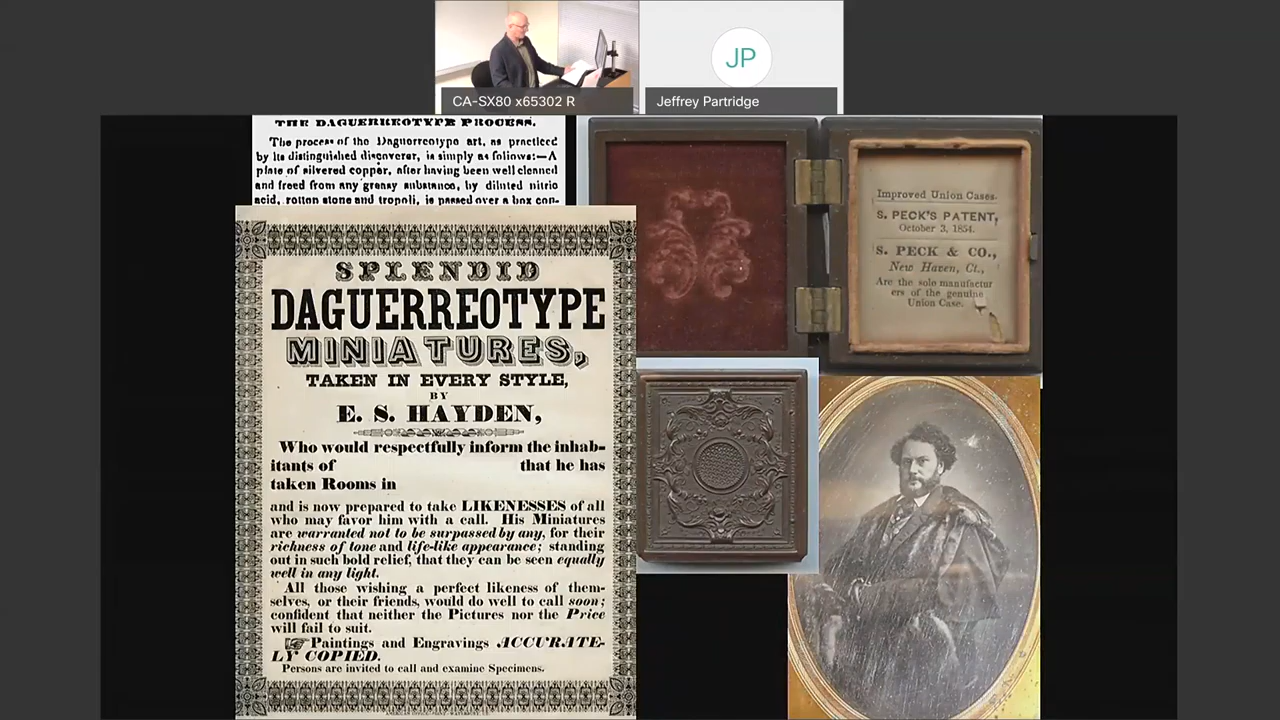 JP
CA-SX80 x65302 R
Jeffrey Partridge
THE DAGUERREOTYPE PROCESS.
The process of the Daguerreotype art, as practiced
by its distinguished discoverer, is simply as follows:—A
plate of silvered copper, after having been well cleaned
and freed from any greasy substance, by diluted nitric
acid, rotten stone and tropoli, is passed over a box con-
SPLENDID
DAGUERREOTYPE
MINIATURES,
TAKEN IN EVERY STYLE,
BY
E. S. HAYDEN,
Who would respectfully inform the inhab-
itants of that he has
taken Rooms in
and is now prepared to take LIKENESSES of all
who may favor him with a call. His Miniatures
are warranted not to be surpassed by any, for their
richness of tone and life-like appearance; standing
out in such bold relief, that they can be seen equally
well in any light.
All those wishing a perfect likeness of them-
selves, or their friends, would do well to call soon;
confident that neither the Pictures nor the Price
will fail to suit.
Paintings and Engravings ACCURATE-
LY COPIED.
Persons are invited to call and examine Specimens.
Improved Union Cases.
S. PECK'S PATENT,
October 3, 1854.
S. PECK & CO.,
New Haven, Ct.,
Are the sole manufactur
ers of the genuine
Union Case.